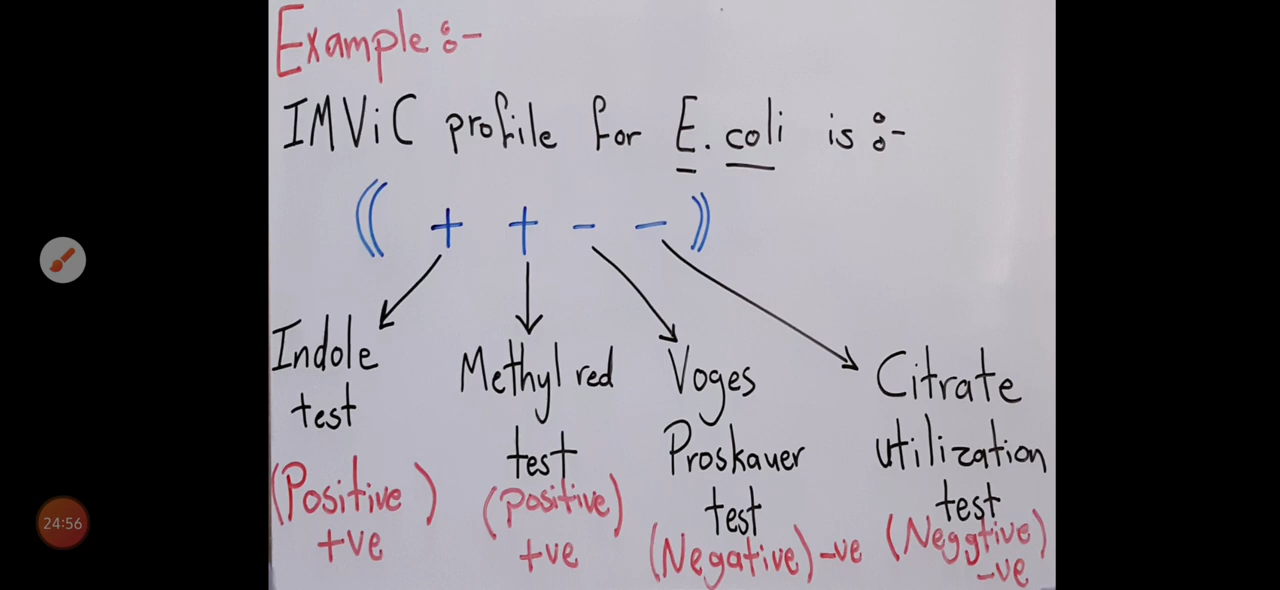 Example :-
IMViC profile for E. coli is :-
(( + + - - ))
Indole
test
(Positive)
+ve
Methyl red
test
(positive)
+ve
Voges
Proskauer
test
(Negative) -ve
Citrate
utilization
test
(Neggtive)
-ve
24:56